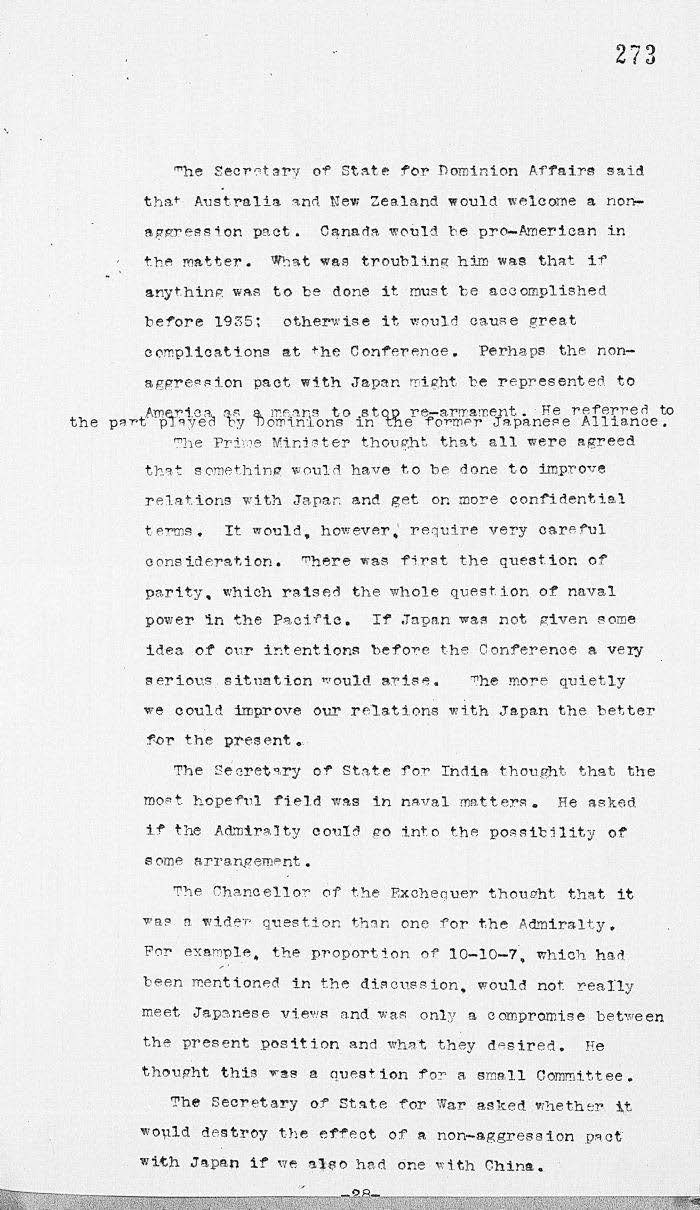 273
The Secretary of State for Dominion Affairs said
that Australia and New Zealand would welcome a non-
aggression pact. Canada would be pro-American in
the matter. What was troubling him was that if
anything was to be done it must be accomplished
before 1935; otherwise it would cause great
complications at the Conference. Perhaps the non-
aggression pact with Japan might be represented to
America as a means to stop re-armament. He referred to
the part played by Dominions in the former Japanese Alliance.
The Prime Minister thought that all were agreed
that something would have to be done to improve
relations with Japan and get on more confidential
terms. It would, however, require very careful
consideration. There was first the question of
parity, which raised the whole question of naval
power in the Pacific. If Japan was not given some
idea of our intentions before the Conference a very
serious situation would arise. The more quietly
we could improve our relations with Japan the better
for the present.
The Secretary of State for India thought that the
most hopeful field was in naval matters. He asked
if the Admiralty could go into the possibility of
some arrangement.
The Chancellor of the Exchequer thought that it
was a wider question than one for the Admiralty.
For example, the proportion of 10-10-7, which had
been mentioned in the discussion, would not really
meet Japanese views and was only a compromise between
the present position and what they desired. He
thought this was a question for a small Committee.
The Secretary of State for War asked whether it
would destroy the effect of a non-aggression pact
with Japan if we also had one with China.
-28-